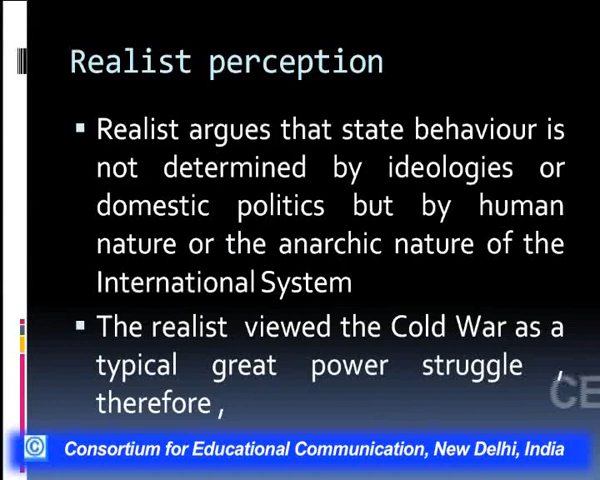 Realist perception
Realist argues that state behaviour is
not determined by ideologies or
domestic politics but by human
nature or the anarchic nature of the
International System
The realist viewed the Cold War as a
typical great power struggle ,
therefore ,
CE
© Consortium for Educational Communication, New Delhi, India